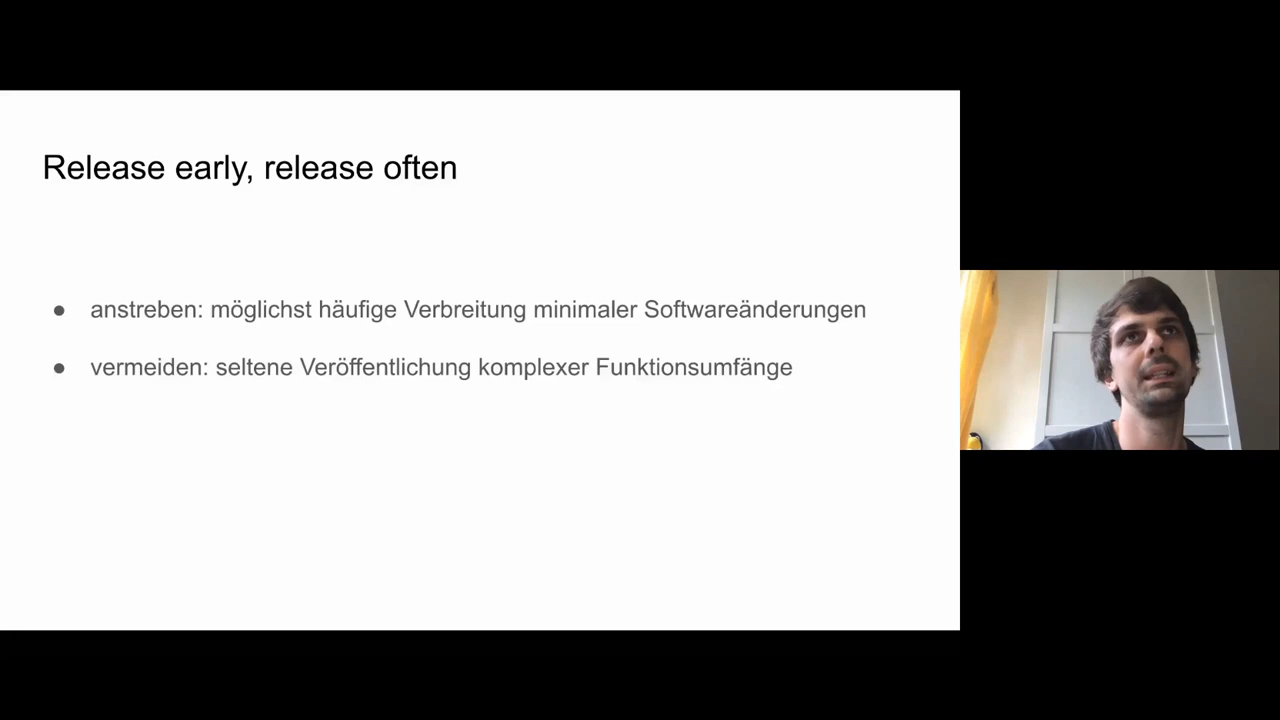 Release early, release often
● anstreben: möglichst häufige Verbreitung minimaler Softwareänderungen
● vermeiden: seltene Veröffentlichung komplexer Funktionsumfänge